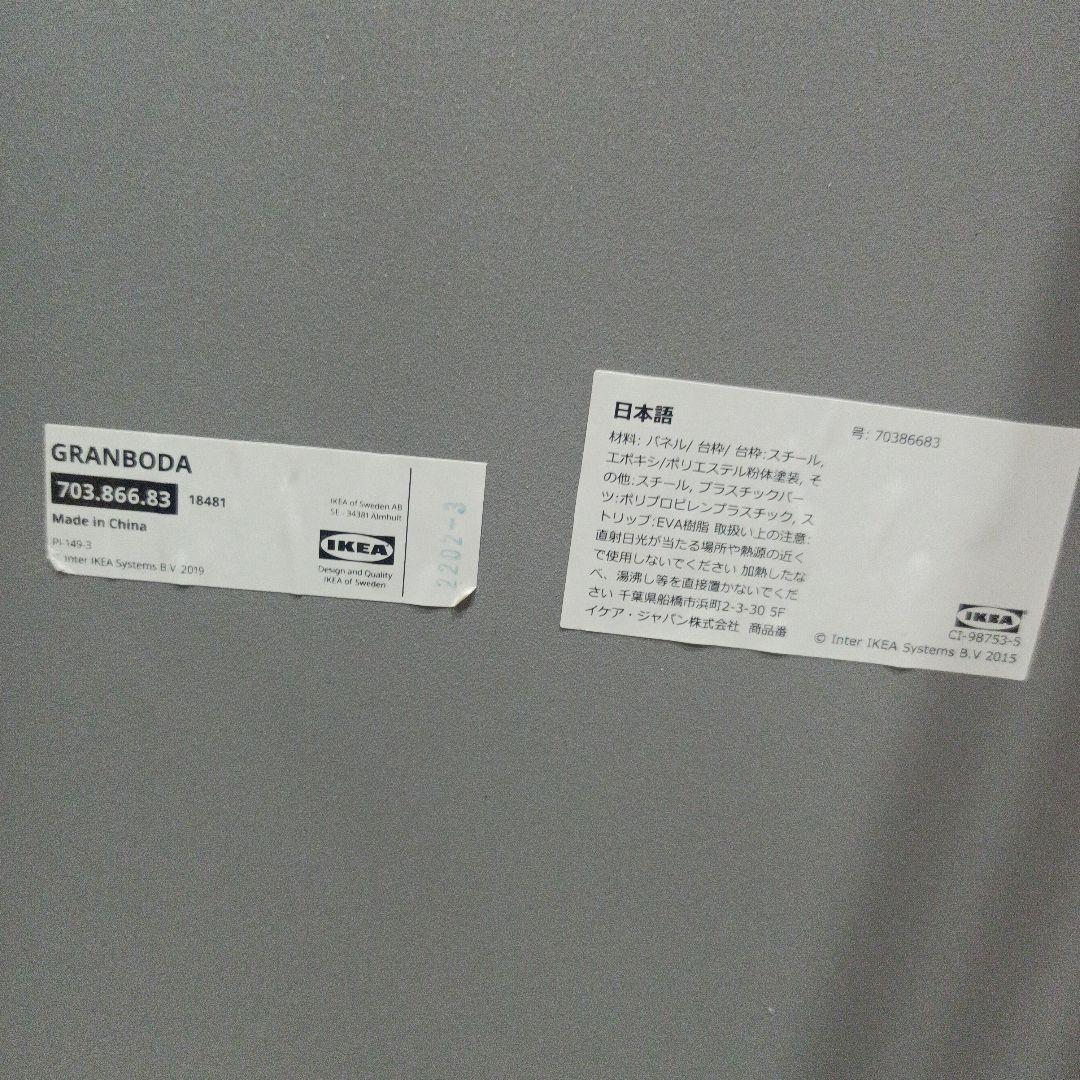 GRANBODA
703.866.83 18481
Made in China
PI-149-3
© Inter IKEA Systems B.V. 2019
IKEA of Sweden AB
SE - 34381 Älmhult
IKEA
Design and Quality
IKEA of Sweden
2202-3
日本語
材料: パネル/ 台枠/ 台枠:スチール,
エポキシ/ポリエステル粉体塗装, そ
の他:スチール, プラスチックパー
ツ:ポリプロピレンプラスチック, ス
トリップ:EVA樹脂 取扱い上の注意:
直射日光が当たる場所や熱源の近く
で使用しないでください 加熱したな
べ、湯沸し等を直接置かないでくだ
さい 千葉県船橋市浜町2-3-30 5F
イケア・ジャパン株式会社 商品番
号: 70386683
IKEA
CI-98753-5
© Inter IKEA Systems B.V 2015